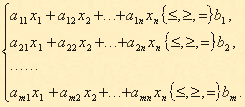 a₁₁x₁ + a₁₂x₂ +...+a₁ₙxₙ{≤,≥,=}b₁,
a₂₁x₁ + a₂₂x₂ +...+a₂ₙxₙ{≤,≥,=}b₂,
......
aₘ₁x₁ + aₘ₂x₂ +...+aₘₙxₙ{≤,≥,=}bₘ.